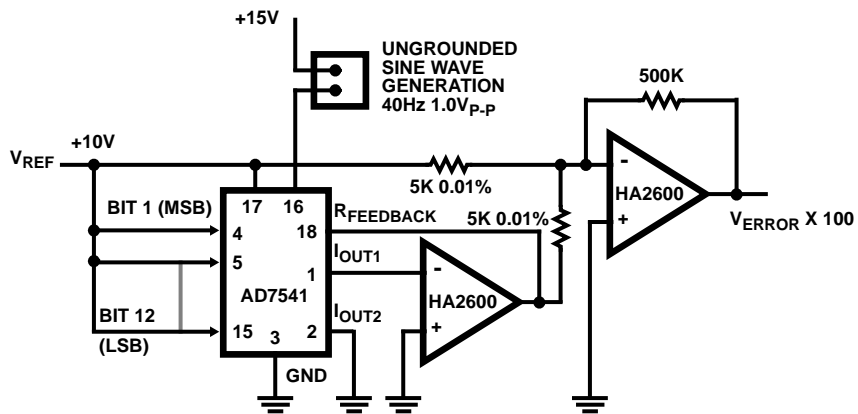 +15V
UNGROUNDED
SINE WAVE
GENERATION
40Hz 1.0VP-P
500K
VREF
+10V
5K 0.01%
-
+
HA2600
VERROR X 100
BIT 1 (MSB)
17
16
RFEEDBACK
5K 0.01%
4
18
5
IOUT1
1
-
AD7541
HA2600
BIT 12
(LSB)
IOUT2
15
3
2
+
GND